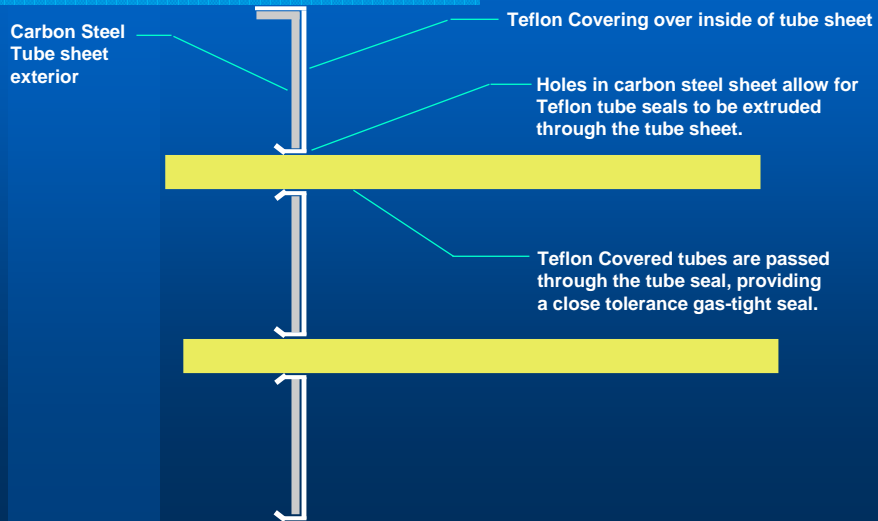 Carbon Steel
Tube sheet
exterior
Teflon Covering over inside of tube sheet
Holes in carbon steel sheet allow for
Teflon tube seals to be extruded
through the tube sheet.
Teflon Covered tubes are passed
through the tube seal, providing
a close tolerance gas-tight seal.